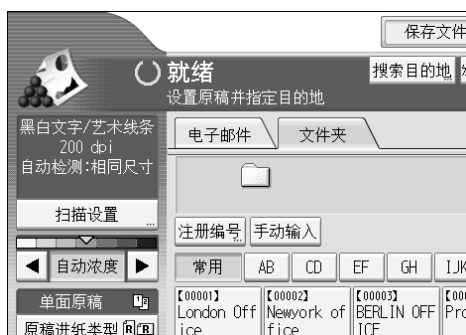 保存文件
就绪
搜索目的地
设置原稿并指定目的地
黑白文字/艺术线条
200 dpi
自动检测:相同尺寸
电子邮件
文件夹
扫描设置
注册编号
手动输入
自动浓度
常用
AB
CD
EF
GH
IJK
单面原稿
【00001】
London Off
ice
【00002】
Newyork of
fice
【00003】
BERLIN OFF
ICE
原稿进纸类型